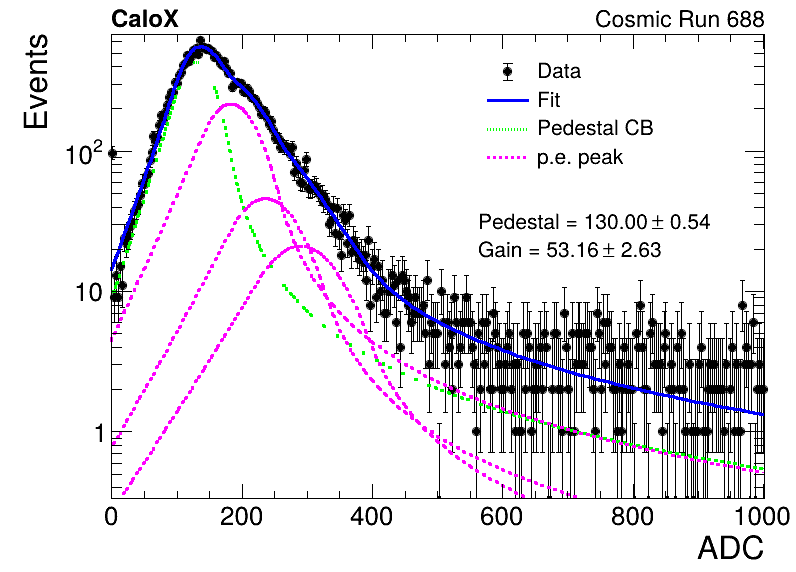 CaloX
Cosmic Run 688
Events
Data
Fit
Pedestal CB
p.e. peak
Pedestal = 130.00 ± 0.54
Gain = 53.16 ± 2.63
10²
10
1
0 200 400 600 800 1000
ADC